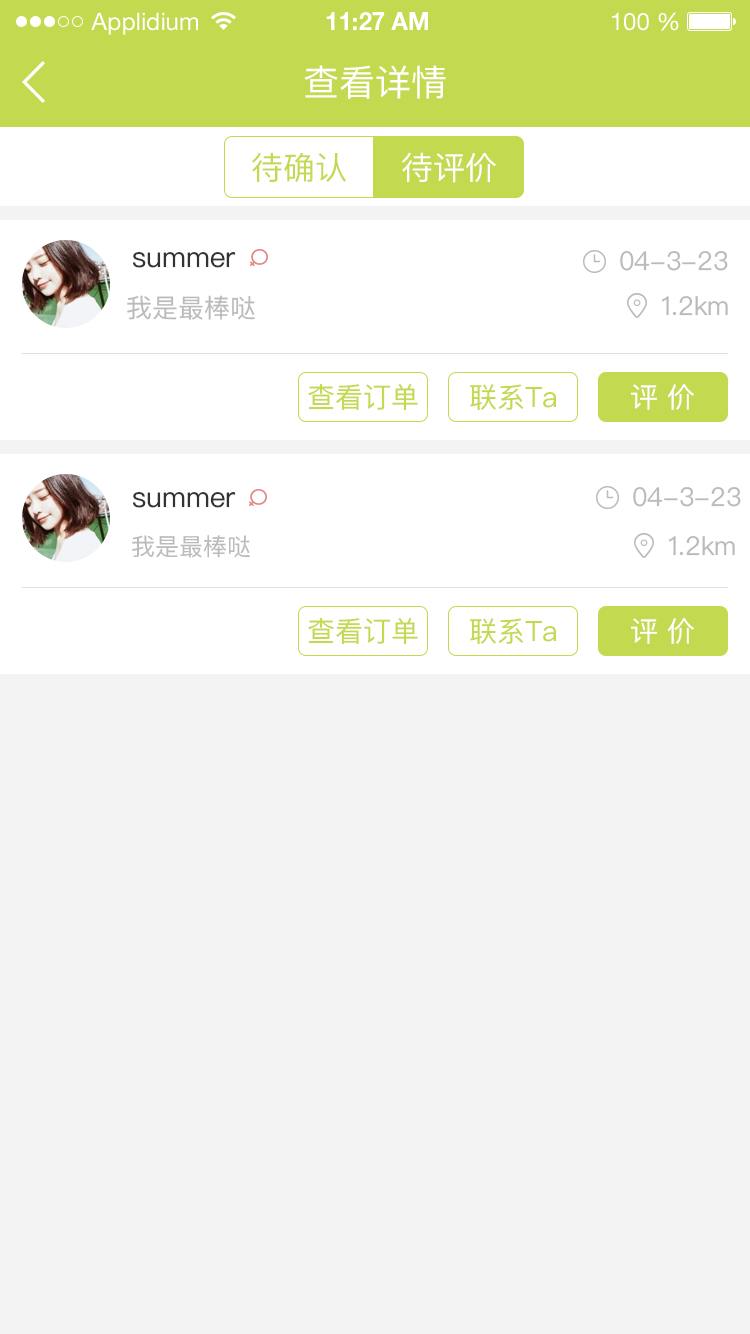 Applidium 11:27 AM 100 %
查看详情
待确认 待评价
summer 04-3-23
我是最棒哒 1.2km
查看订单 联系Ta 评 价
summer 04-3-23
我是最棒哒 1.2km
查看订单 联系Ta 评 价